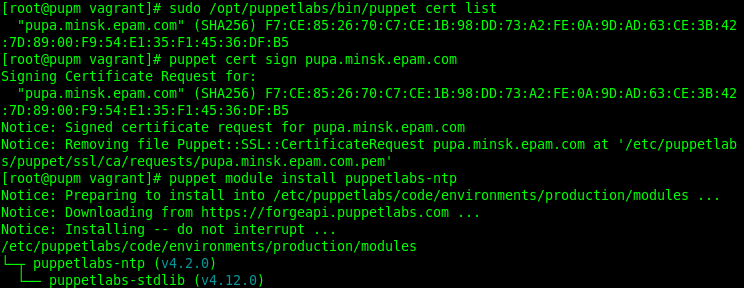 [root@pupm vagrant]# sudo /opt/puppetlabs/bin/puppet cert list
  "pupa.minsk.epam.com" (SHA256) F7:CE:85:26:70:C7:CE:1B:98:DD:73:A2:FE:0A:9D:AD:63:CE:3B:42
:7D:89:00:F9:54:E1:35:F1:45:36:DF:B5
[root@pupm vagrant]# puppet cert sign pupa.minsk.epam.com
Signing Certificate Request for:
  "pupa.minsk.epam.com" (SHA256) F7:CE:85:26:70:C7:CE:1B:98:DD:73:A2:FE:0A:9D:AD:63:CE:3B:42
:7D:89:00:F9:54:E1:35:F1:45:36:DF:B5
Notice: Signed certificate request for pupa.minsk.epam.com
Notice: Removing file Puppet::SSL::CertificateRequest pupa.minsk.epam.com at '/etc/puppetlab
s/puppet/ssl/ca/requests/pupa.minsk.epam.com.pem'
[root@pupm vagrant]# puppet module install puppetlabs-ntp
Notice: Preparing to install into /etc/puppetlabs/code/environments/production/modules ...
Notice: Downloading from https://forgeapi.puppetlabs.com ...
Notice: Installing -- do not interrupt ...
/etc/puppetlabs/code/environments/production/modules
└─┬ puppetlabs-ntp (v4.2.0)
  └── puppetlabs-stdlib (v4.12.0)